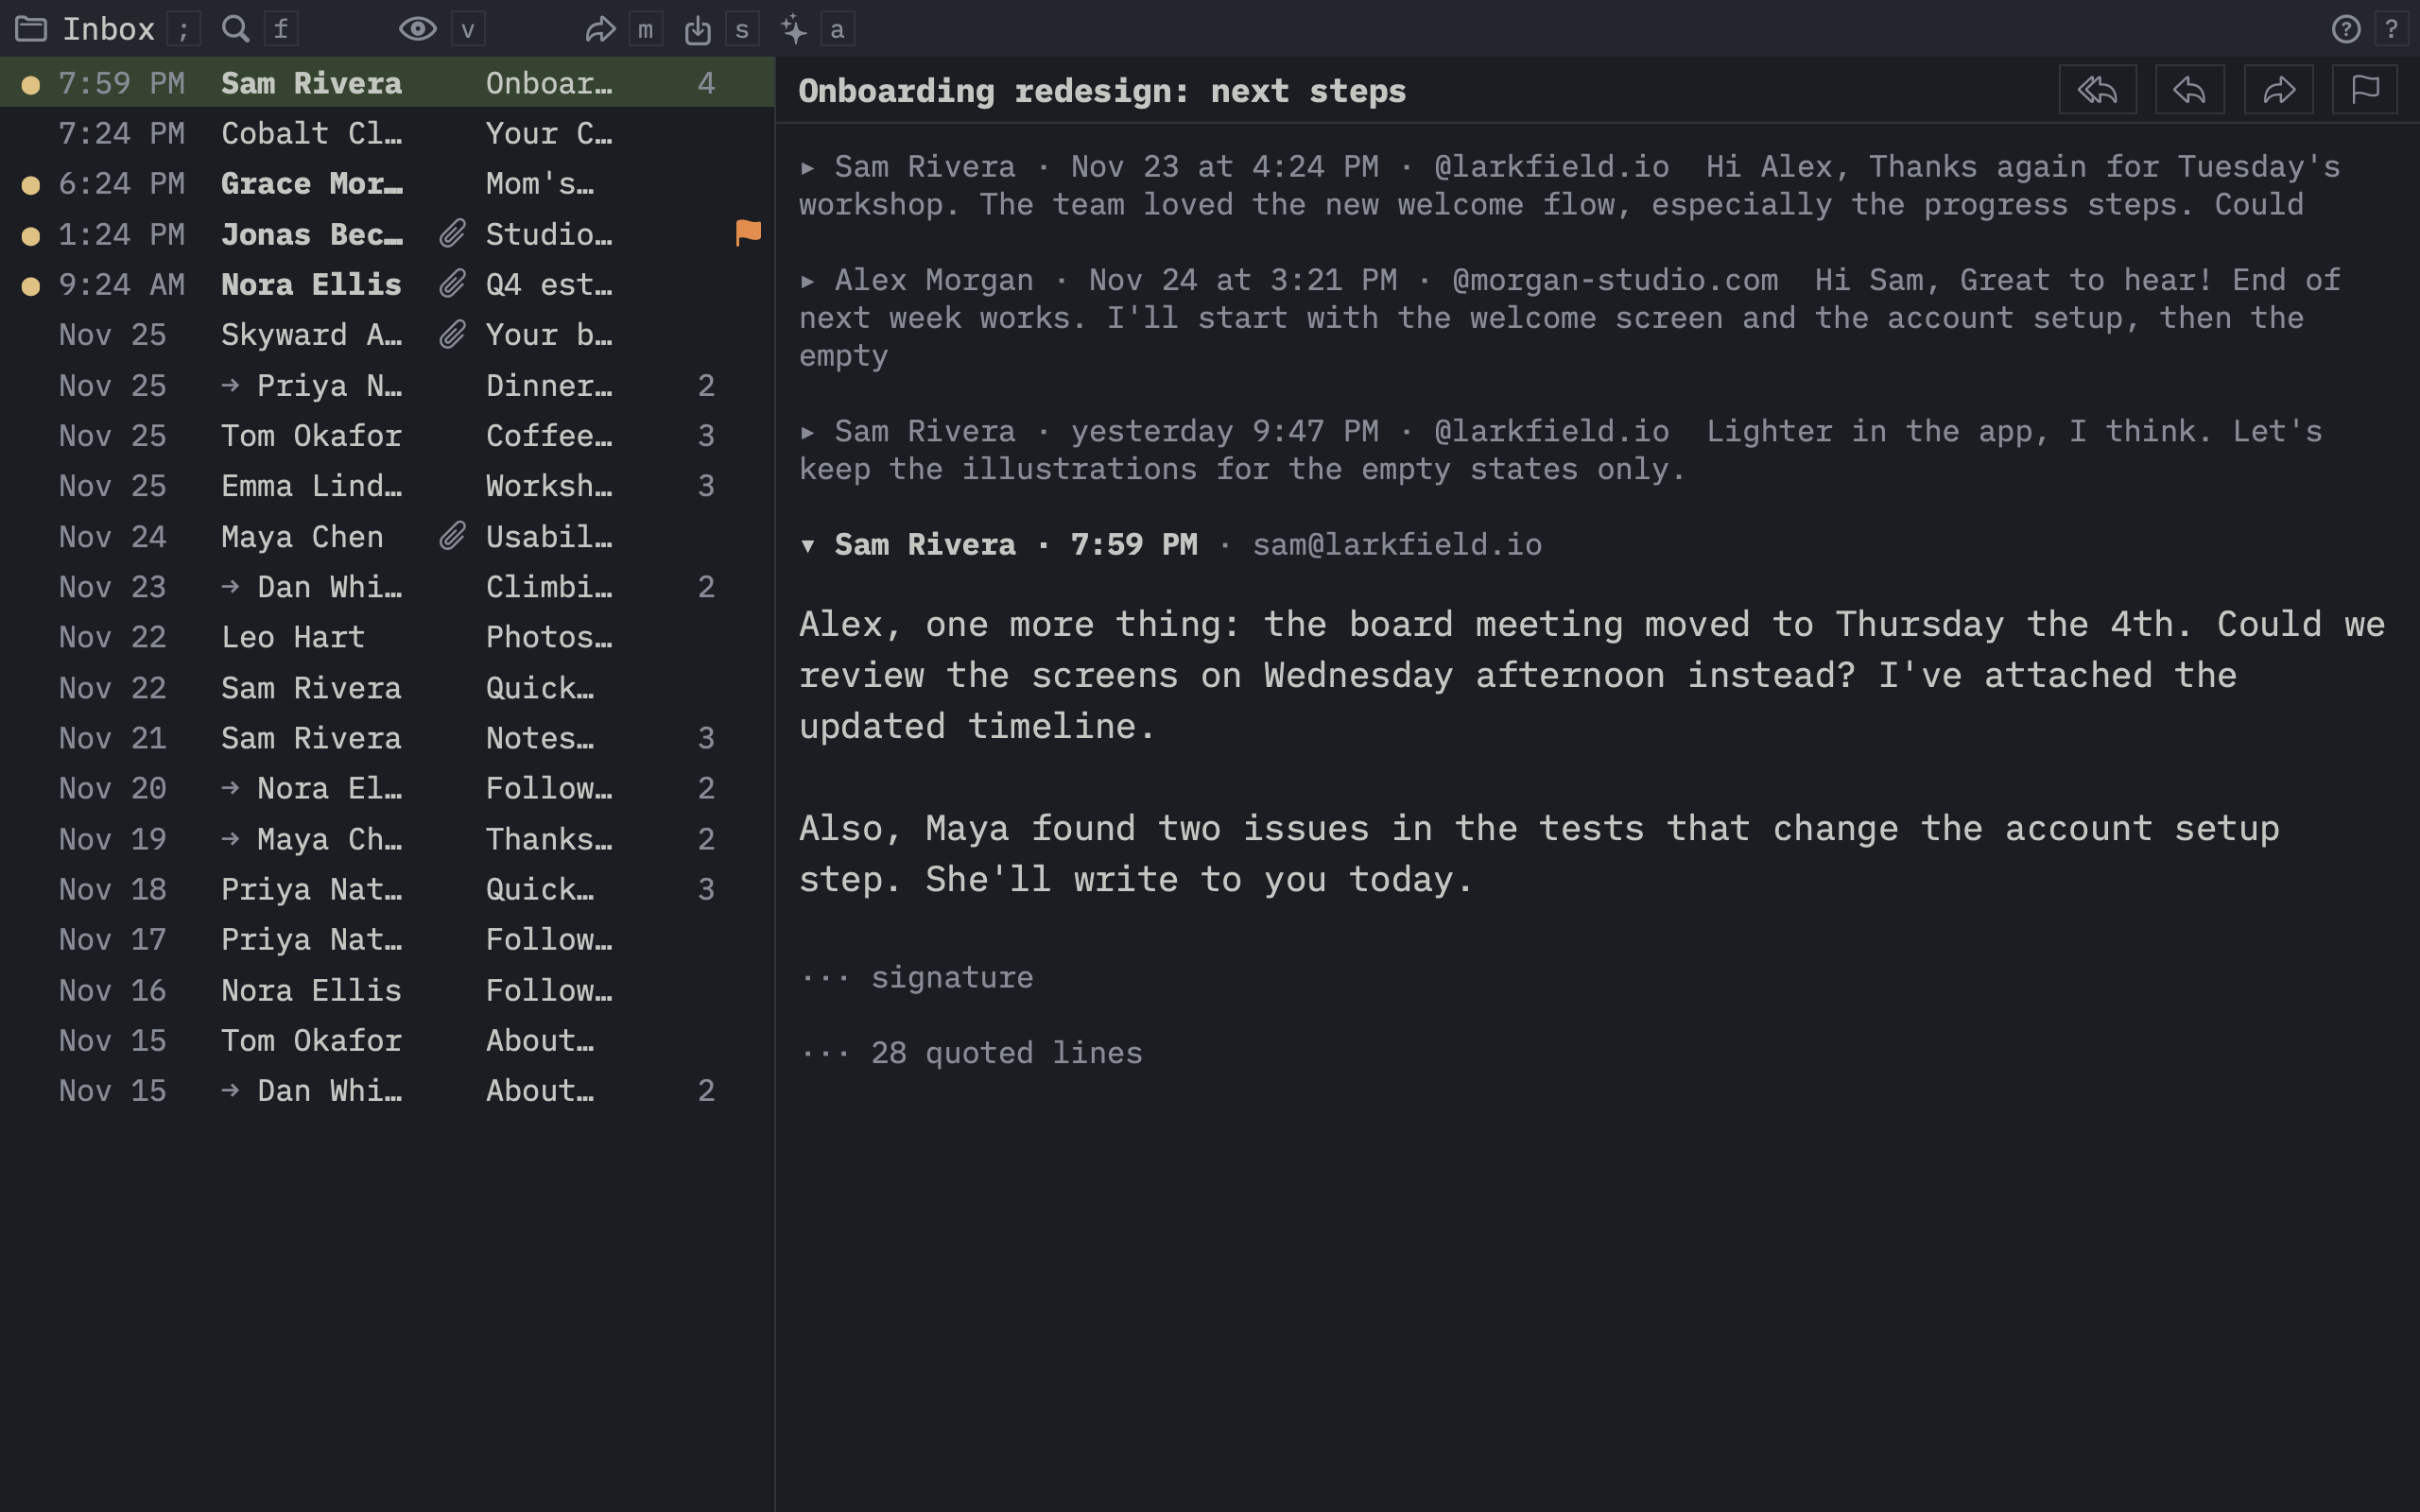 Inbox ; f v m s a ?
7:59 PM Sam Rivera Onboar… 4
7:24 PM Cobalt Cl… Your C…
6:24 PM Grace Mor… Mom's…
1:24 PM Jonas Bec… Studio…
9:24 AM Nora Ellis Q4 est…
Nov 25 Skyward A… Your b…
Nov 25 → Priya N… Dinner… 2
Nov 25 Tom Okafor Coffee… 3
Nov 25 Emma Lind… Worksh… 3
Nov 24 Maya Chen Usabil…
Nov 23 → Dan Whi… Climbi… 2
Nov 22 Leo Hart Photos…
Nov 22 Sam Rivera Quick…
Nov 21 Sam Rivera Notes… 3
Nov 20 → Nora El… Follow… 2
Nov 19 → Maya Ch… Thanks… 2
Nov 18 Priya Nat… Quick… 3
Nov 17 Priya Nat… Follow…
Nov 16 Nora Ellis Follow…
Nov 15 Tom Okafor About…
Nov 15 → Dan Whi… About… 2
Onboarding redesign: next steps
▸ Sam Rivera · Nov 23 at 4:24 PM · @larkfield.io Hi Alex, Thanks again for Tuesday's
workshop. The team loved the new welcome flow, especially the progress steps. Could
▸ Alex Morgan · Nov 24 at 3:21 PM · @morgan-studio.com Hi Sam, Great to hear! End of
next week works. I'll start with the welcome screen and the account setup, then the
empty
▸ Sam Rivera · yesterday 9:47 PM · @larkfield.io Lighter in the app, I think. Let's
keep the illustrations for the empty states only.
▾ Sam Rivera · 7:59 PM · sam@larkfield.io
Alex, one more thing: the board meeting moved to Thursday the 4th. Could we
review the screens on Wednesday afternoon instead? I've attached the
updated timeline.
Also, Maya found two issues in the tests that change the account setup
step. She'll write to you today.
··· signature
··· 28 quoted lines